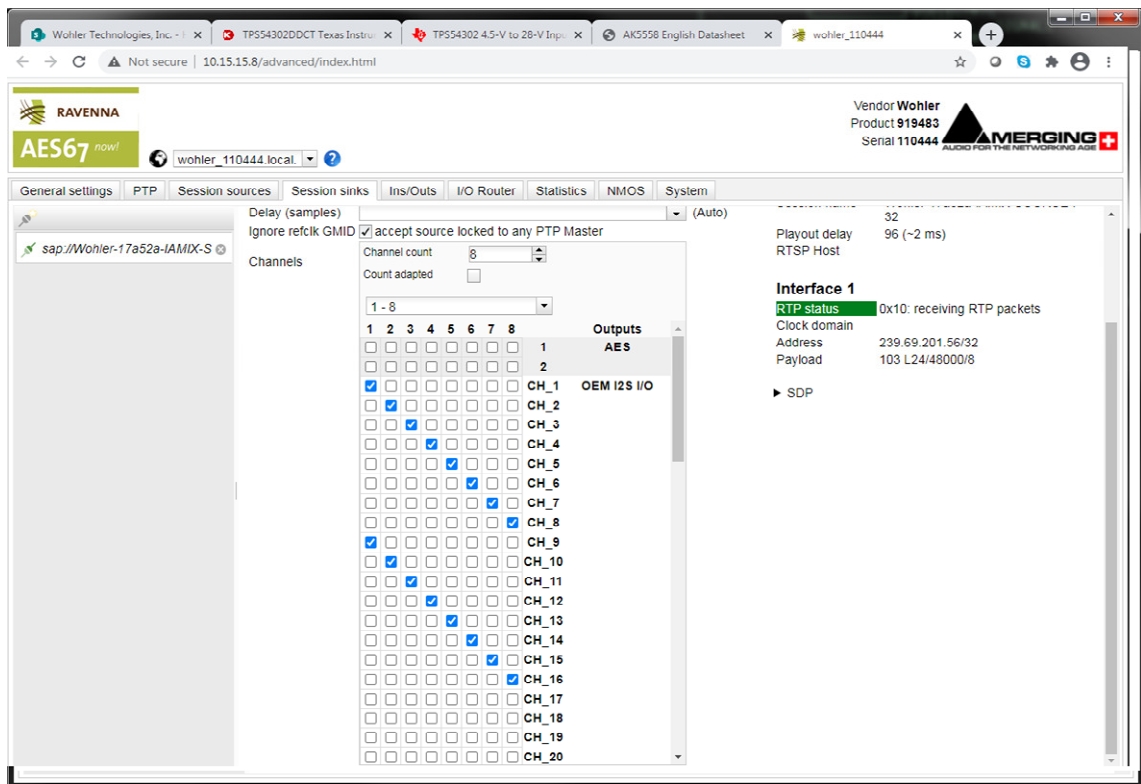 Wohler Technologies, Inc. -
TPS54302DDCT Texas Instru
TPS54302 4.5-V to 28-V Inpu
AK5558 English Datasheet
wohler_110444
Not secure | 10.15.15.8/advanced/index.html
RAVENNA
AES67 now!
wohler_110444.local.
Vendor Wohler
Product 919483
Serial 110444
MERGING
AUDIO FOR THE NETWORKING AGE
General settings PTP Session sources Session sinks Ins/Outs I/O Router Statistics NMOS System
sap://Wohler-17a52a-IAMIX-S
Delay (samples) (Auto)
Ignore refclk GMID accept source locked to any PTP Master
Channels
Channel count 8
Count adapted
1 - 8
1 2 3 4 5 6 7 8 Outputs
1 AES
2
CH_1 OEM I2S I/O
CH_2
CH_3
CH_4
CH_5
CH_6
CH_7
CH_8
CH_9
CH_10
CH_11
CH_12
CH_13
CH_14
CH_15
CH_16
CH_17
CH_18
CH_19
CH_20
32
Playout delay 96 (~2 ms)
RTSP Host
Interface 1
RTP status 0x10: receiving RTP packets
Clock domain
Address 239.69.201.56/32
Payload 103 L24/48000/8
SDP